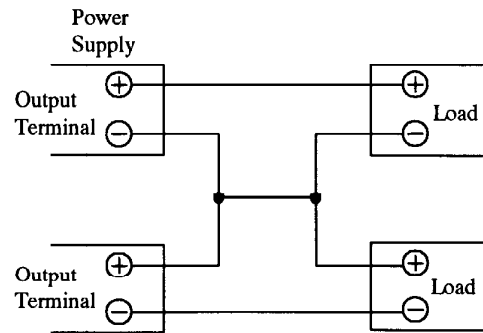 Power
Supply
+
+
Output
Terminal
−
−
Load
Output
Terminal
+
+
−
−
Load